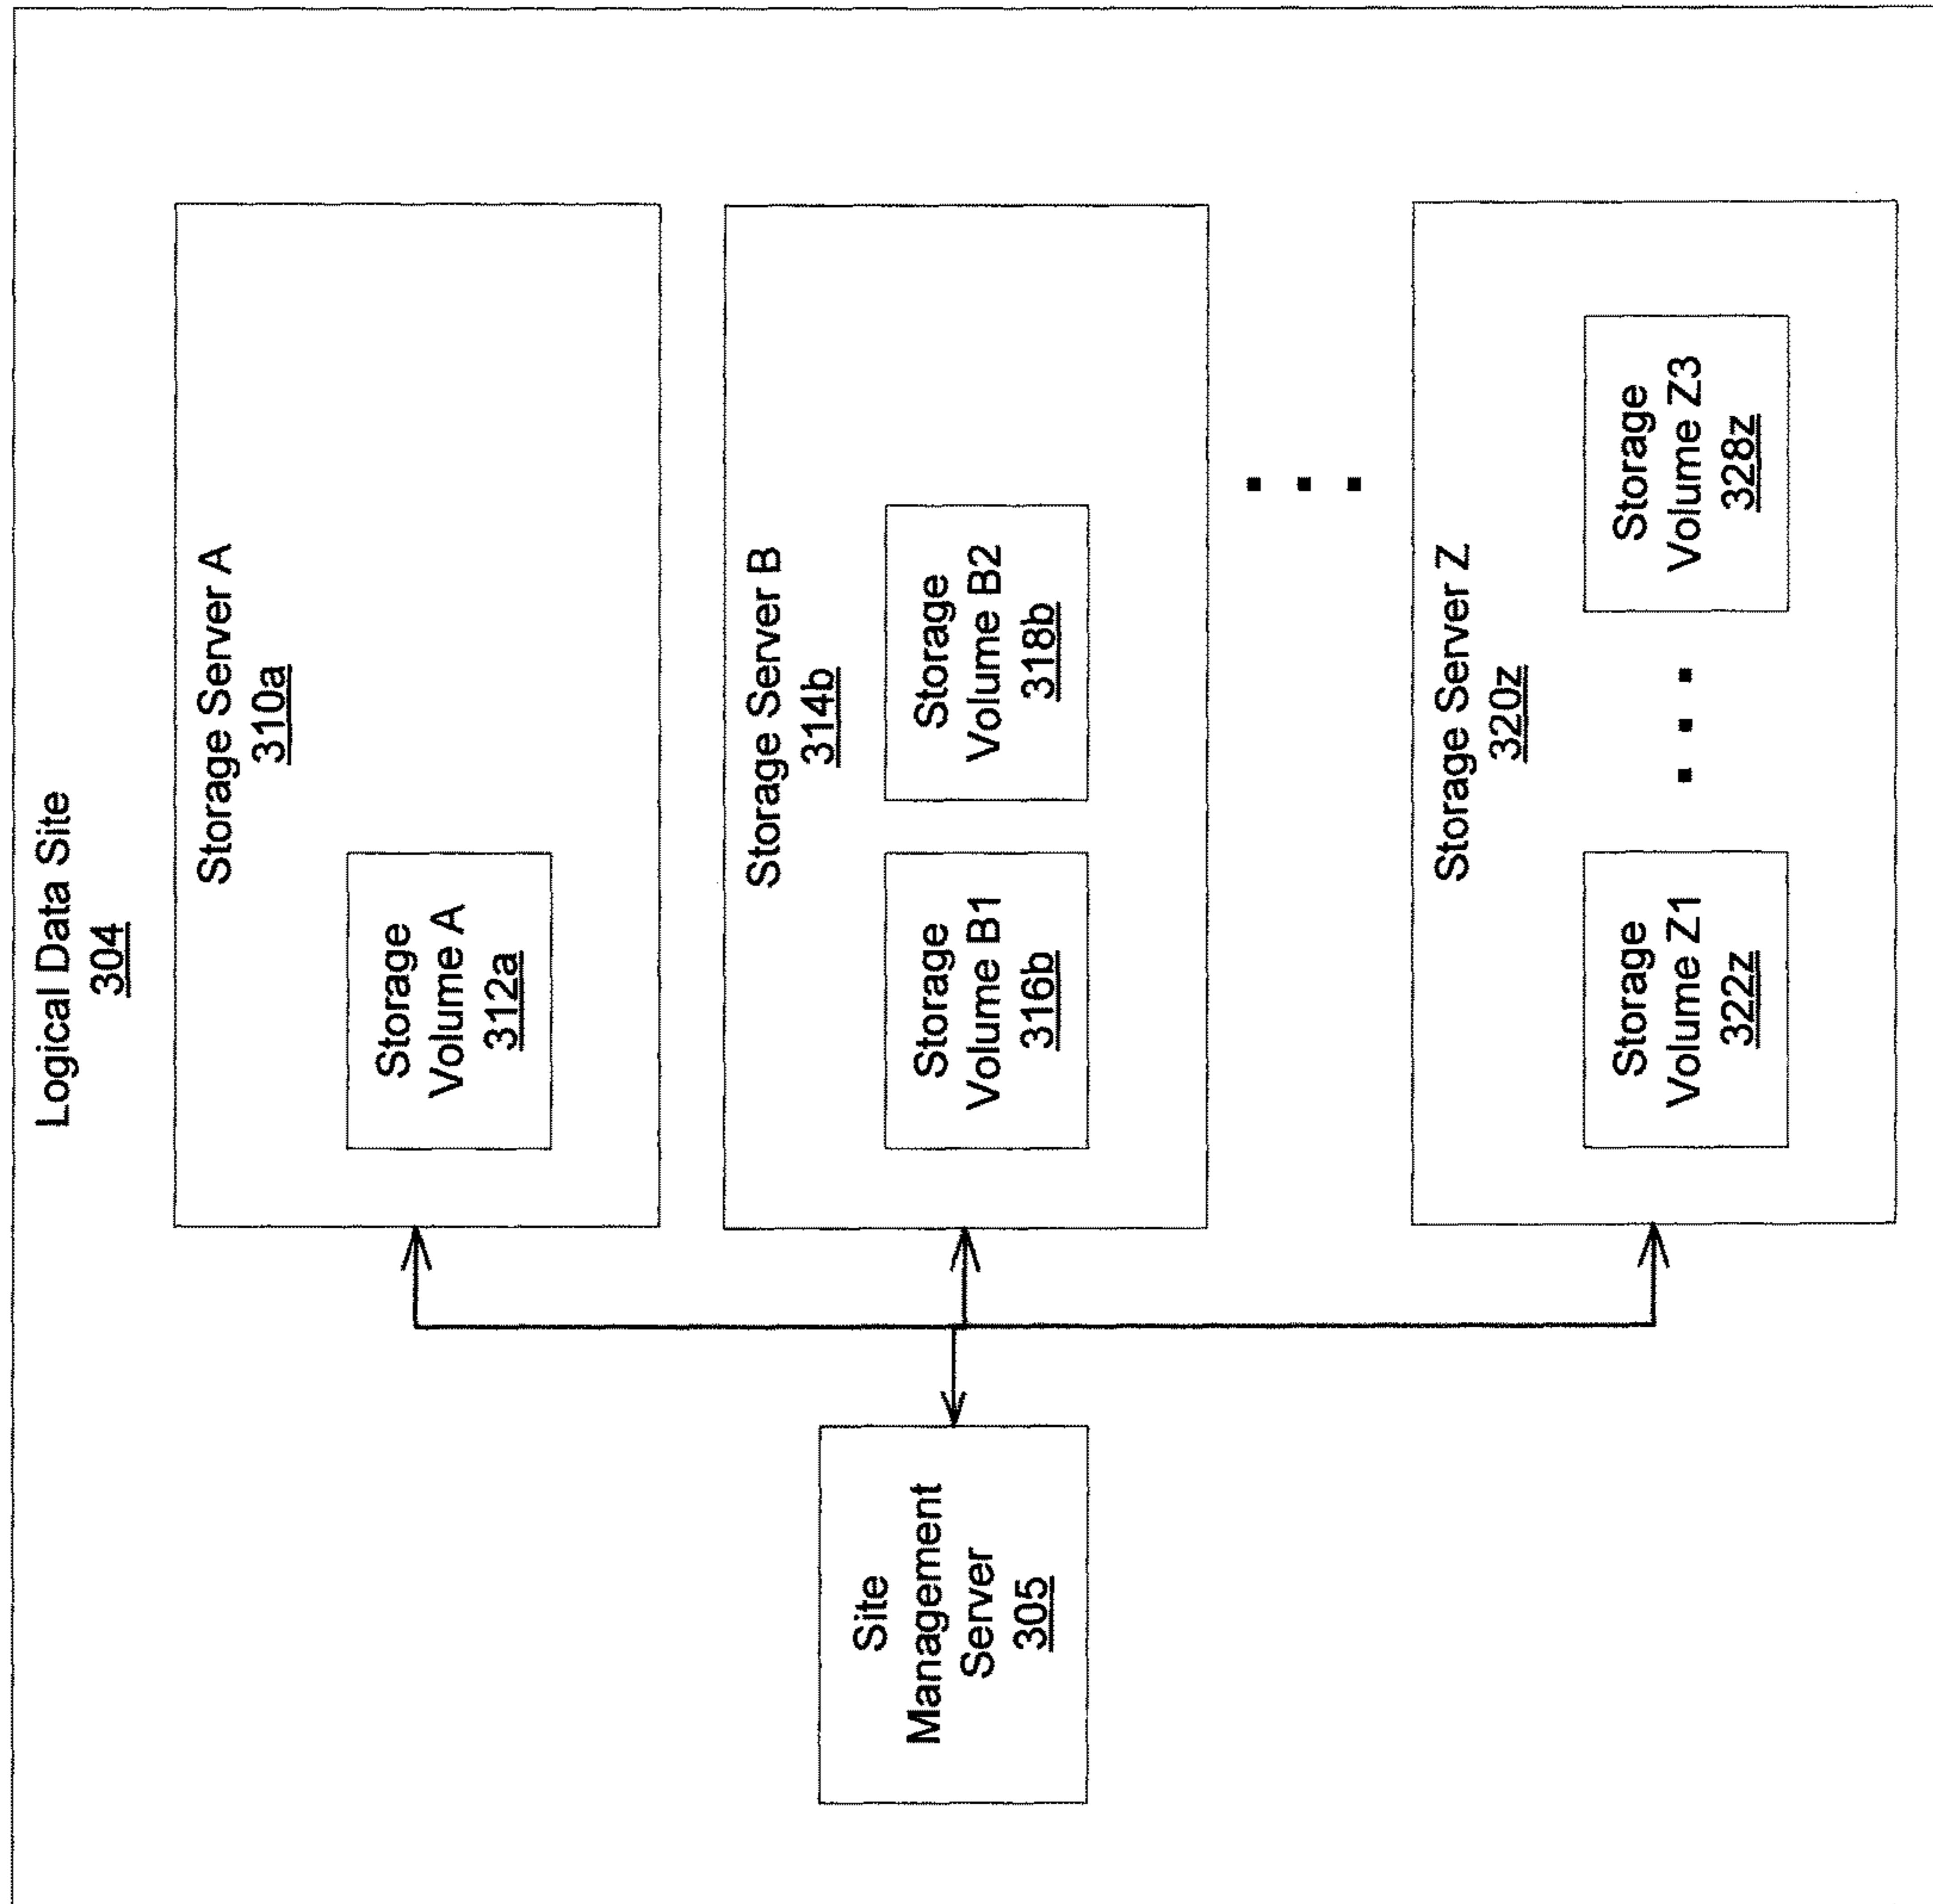 Logical Data Site
304
Site
Management
Server
305
Storage Server A
310a
Storage
Volume A
312a
Storage Server B
314b
Storage
Volume B1
316b
Storage
Volume B2
318b
Storage Server Z
320z
Storage
Volume Z1
322z
Storage
Volume Z3
328z